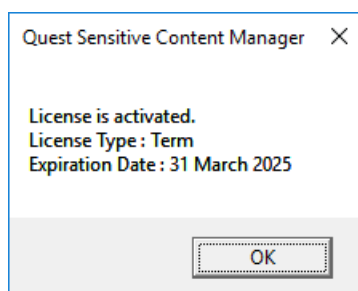 Quest Sensitive Content Manager
License is activated.
License Type : Term
Expiration Date : 31 March 2025
OK